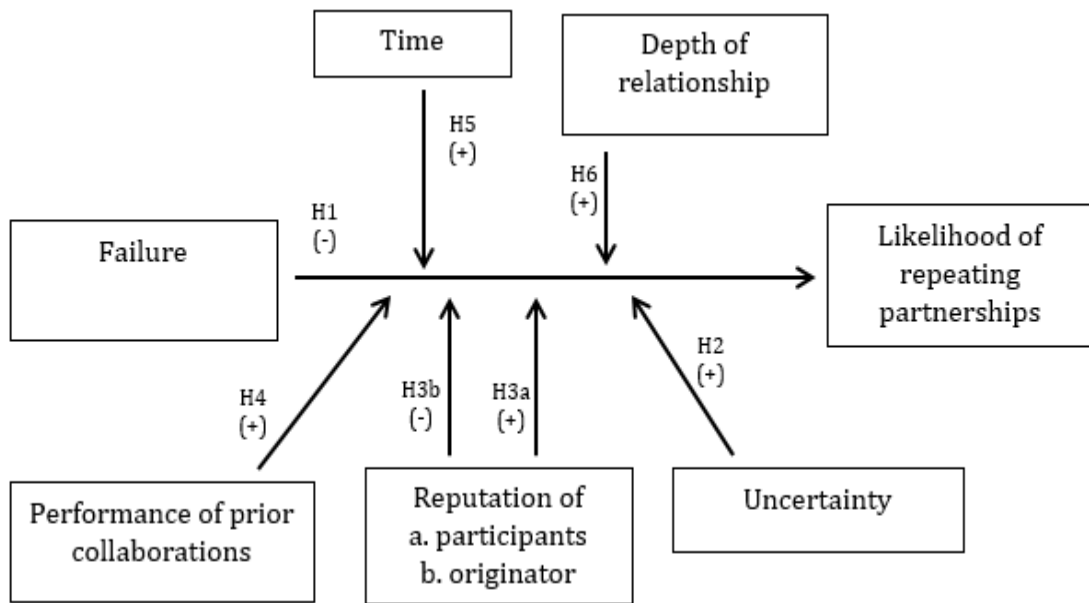 Time
Depth of
relationship
H5
(+)
H6
(+)
H1
(-)
Failure
Likelihood of
repeating
partnerships
H4
(+)
H3b
(-)
H3a
(+)
H2
(+)
Performance of prior
collaborations
Reputation of
a. participants
b. originator
Uncertainty